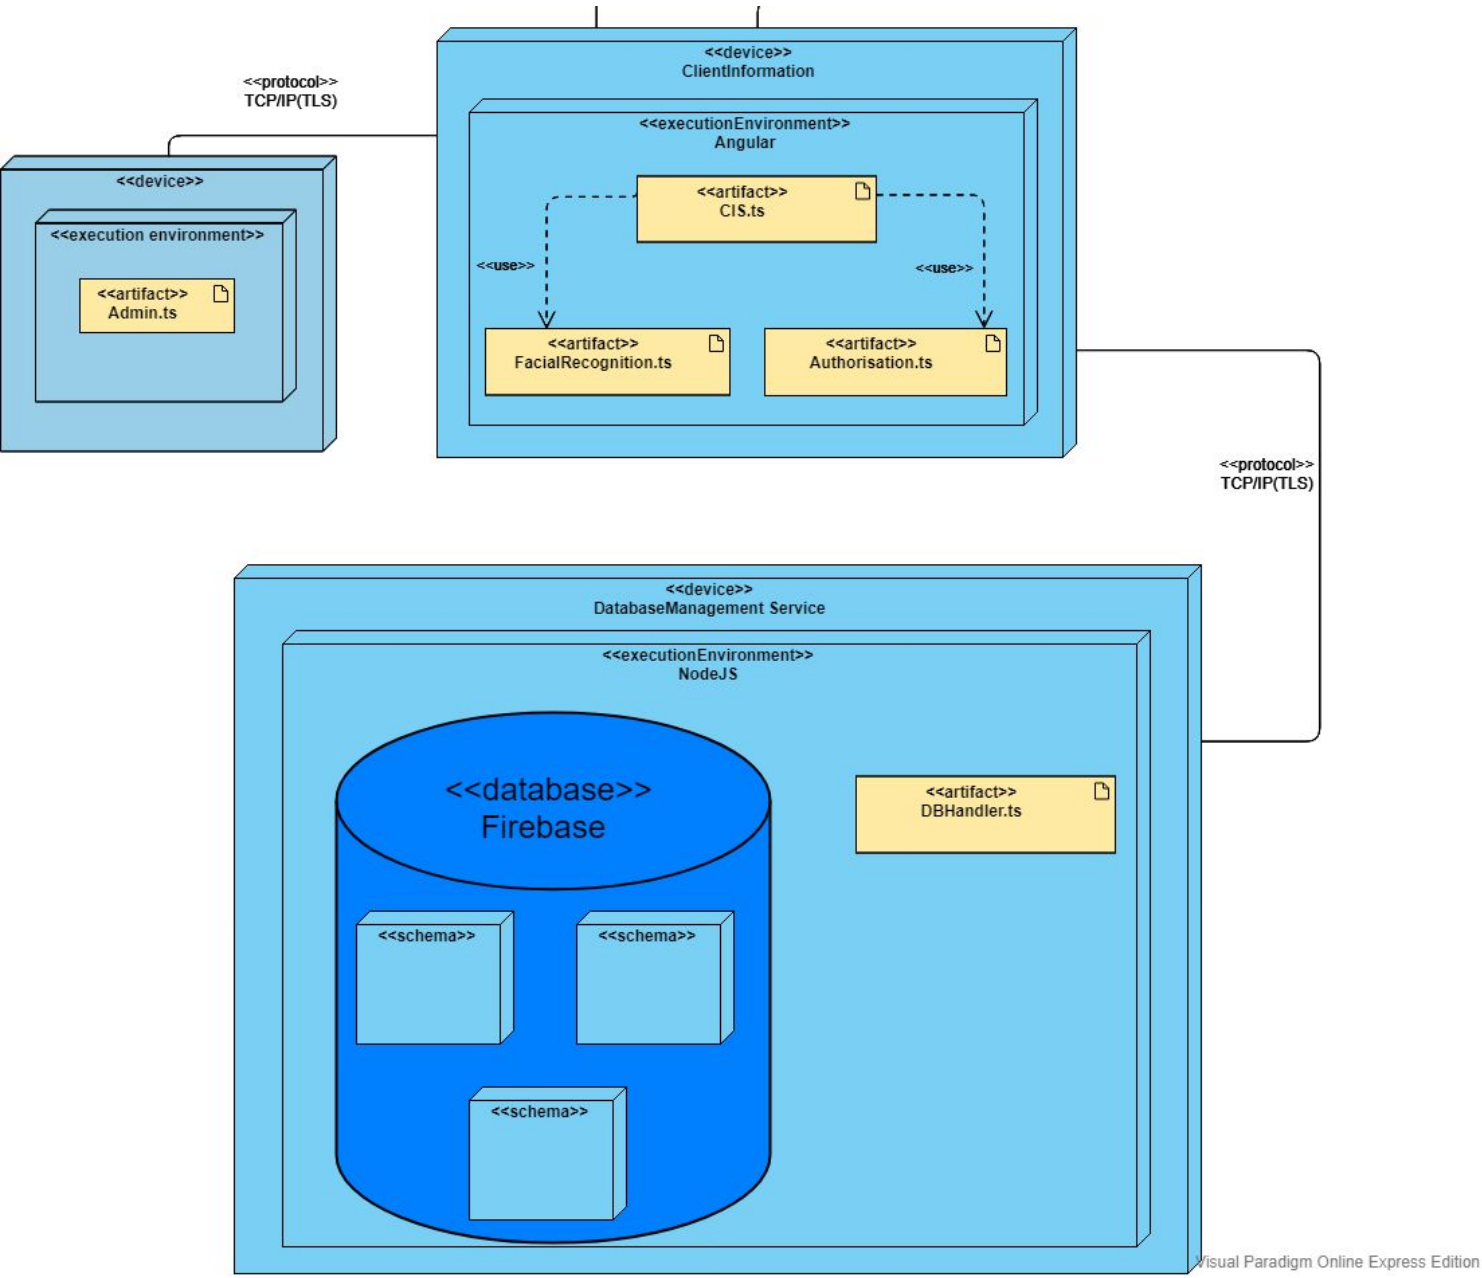 <<device>>
ClientInformation
<<protocol>>
TCP/IP(TLS)
<<executionEnvironment>>
Angular
<<device>>
<<artifact>>
CIS.ts
<<execution environment>>
<<use>>
<<use>>
<<artifact>>
Admin.ts
<<artifact>>
FacialRecognition.ts
<<artifact>>
Authorisation.ts
<<protocol>>
TCP/IP(TLS)
<<device>>
DatabaseManagement Service
<<executionEnvironment>>
NodeJS
<<database>>
Firebase
<<artifact>>
DBHandler.ts
<<schema>>
<<schema>>
<<schema>>
Visual Paradigm Online Express Edition